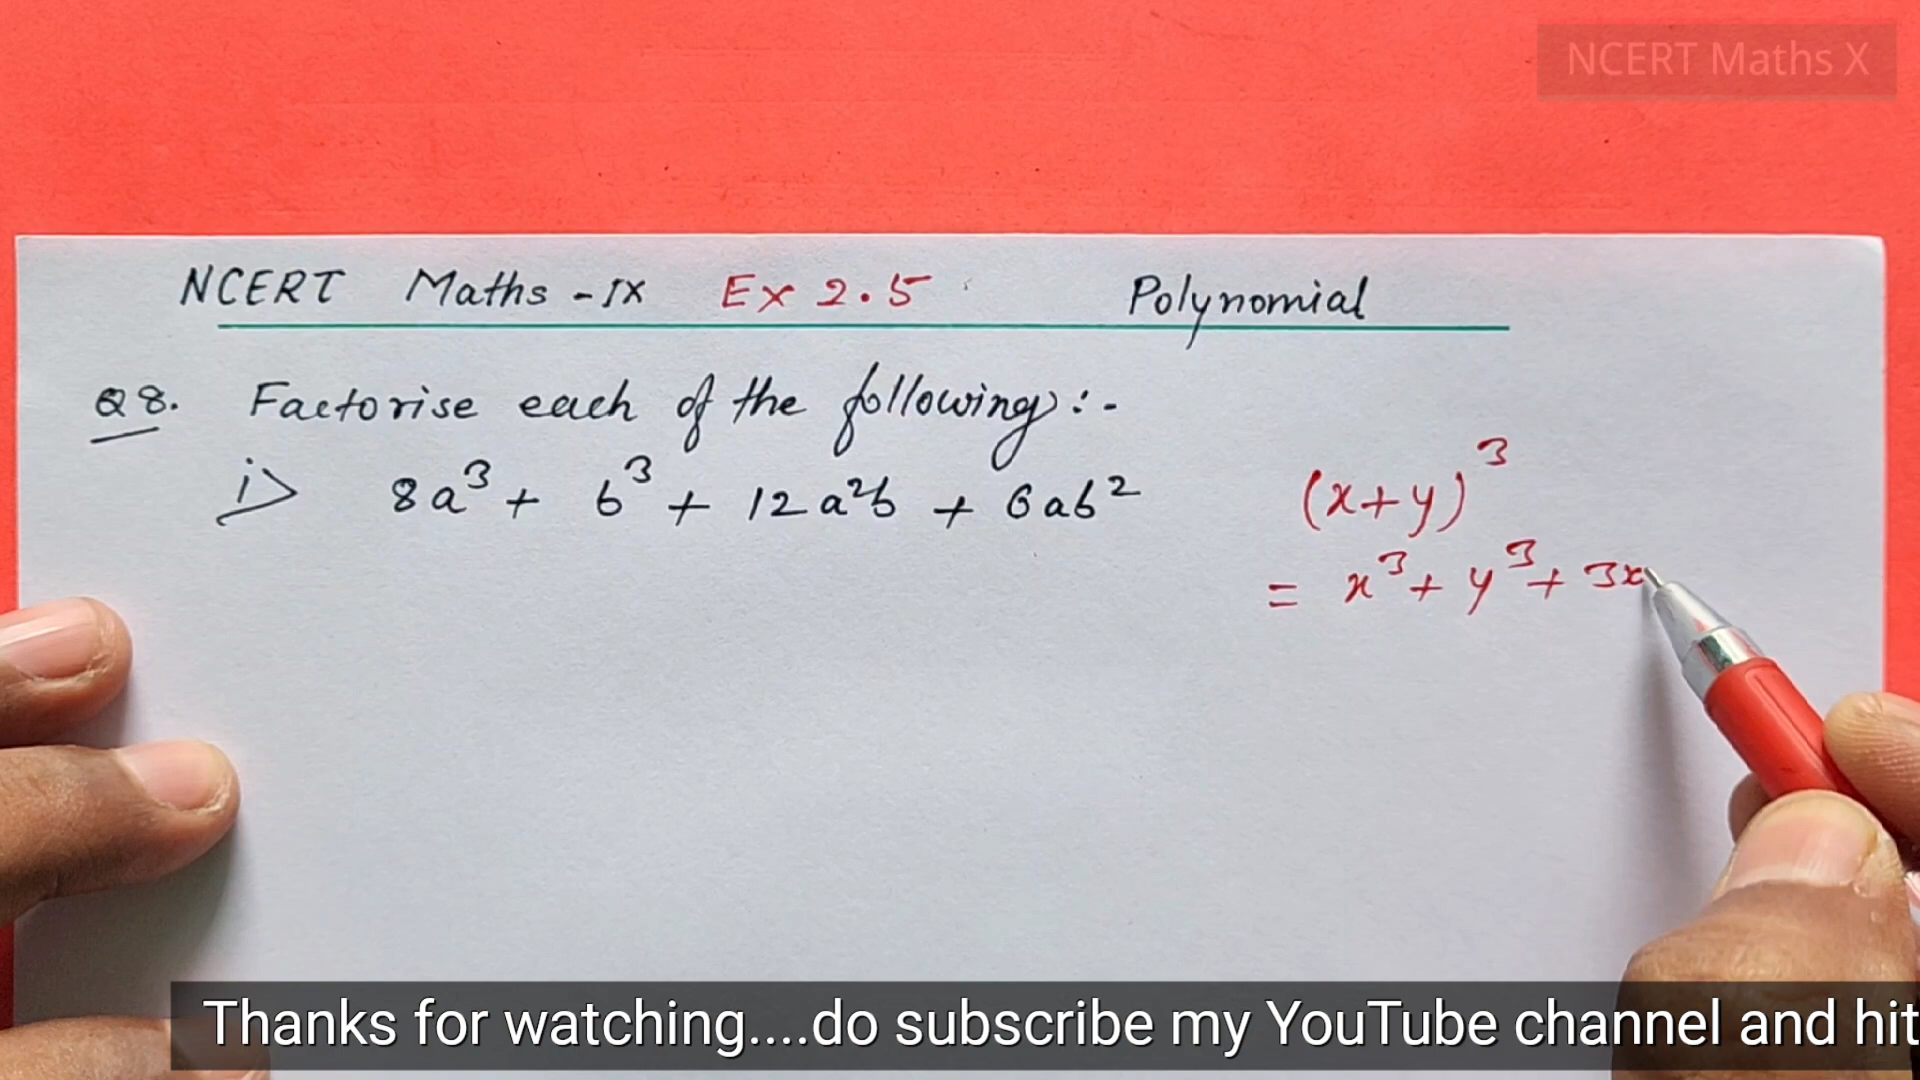 NCERT Maths X
NCERT Maths - IX Ex 2.5 Polynomial
Q8. Factorise each of the following:-
i> 8a³ + b³ + 12a²b + 6ab²
(x+y)³
= x³ + y³ + 3x
Thanks for watching....do subscribe my YouTube channel and hit